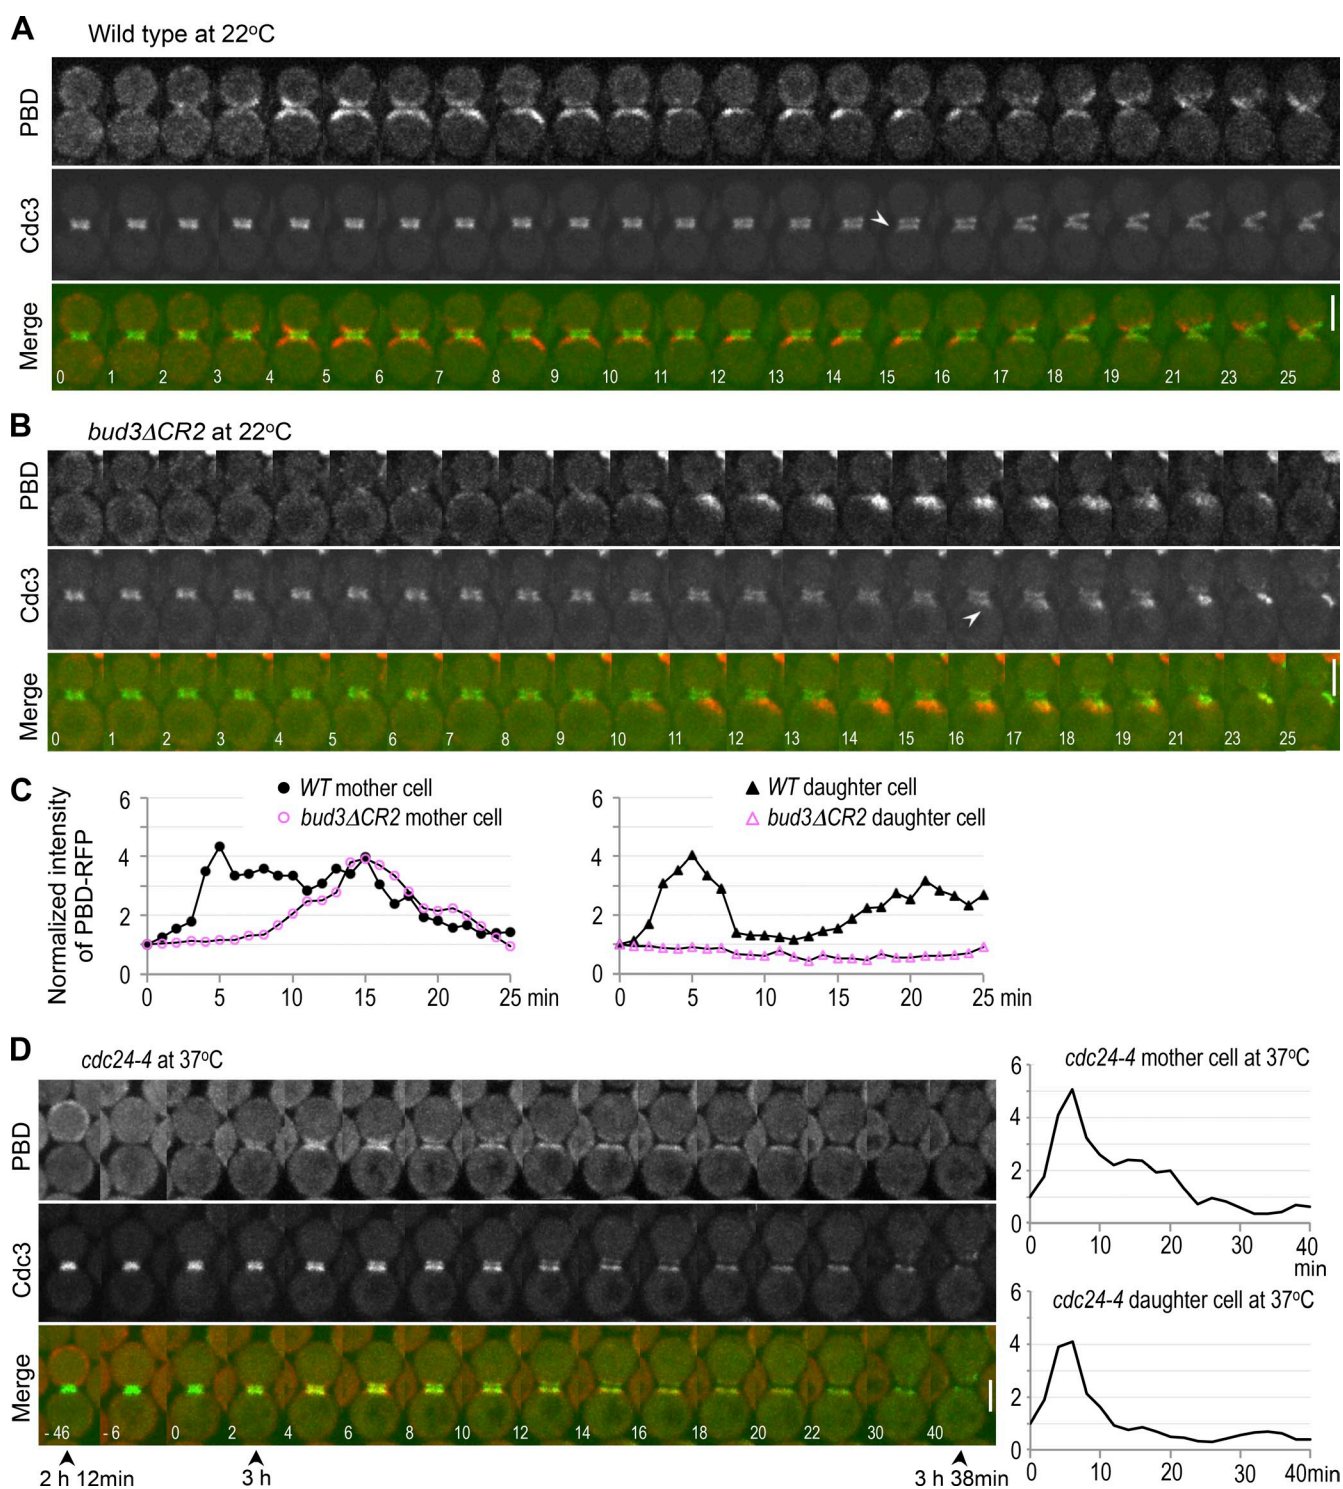 A
Wild type at 22°C
PBD
Cdc3
Merge
0 1 2 3 4 5 6 7 8 9 10 11 12 13 14 15 16 17 18 19 21 23 25
B
bud3ΔCR2 at 22°C
PBD
Cdc3
Merge
0 1 2 3 4 5 6 7 8 9 10 11 12 13 14 15 16 17 18 19 21 23 25
C
Normalized intensity
of PBD-RFP
WT mother cell
bud3ΔCR2 mother cell
6
4
2
0
0 5 10 15 20 25 min
WT daughter cell
bud3ΔCR2 daughter cell
6
4
2
0
0 5 10 15 20 25 min
D
cdc24-4 at 37°C
PBD
Cdc3
Merge
- 46 - 6 0 2 4 6 8 10 12 14 16 18 20 22 30 40
2 h 12min
3 h
3 h 38min
cdc24-4 mother cell at 37°C
6
4
2
0
0 10 20 30 40
min
cdc24-4 daughter cell at 37°C
6
4
2
0
0 10 20 30 40min